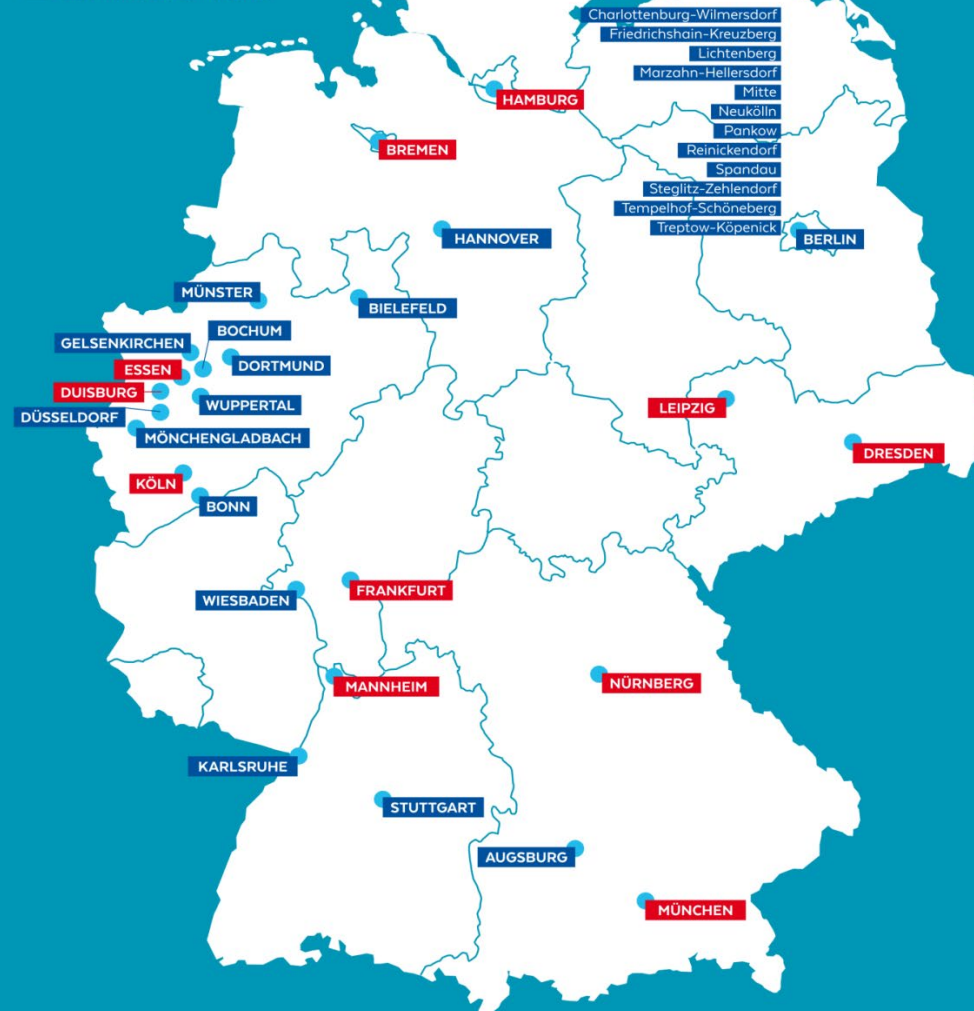 Charlottenburg-Wilmersdorf
Friedrichshain-Kreuzberg
Lichtenberg
Marzahn-Hellersdorf
Mitte
Neukölln
Pankow
Reinickendorf
Spandau
Steglitz-Zehlendorf
Tempelhof-Schöneberg
Treptow-Köpenick
HAMBURG
BREMEN
HANNOVER
BERLIN
MÜNSTER
BIELEFELD
BOCHUM
GELSENKIRCHEN
DORTMUND
ESSEN
DUISBURG
WUPPERTAL
DÜSSELDORF
MÖNCHENGLADBACH
LEIPZIG
DRESDEN
KÖLN
BONN
FRANKFURT
WIESBADEN
NÜRNBERG
MANNHEIM
KARLSRUHE
STUTTGART
AUGSBURG
MÜNCHEN